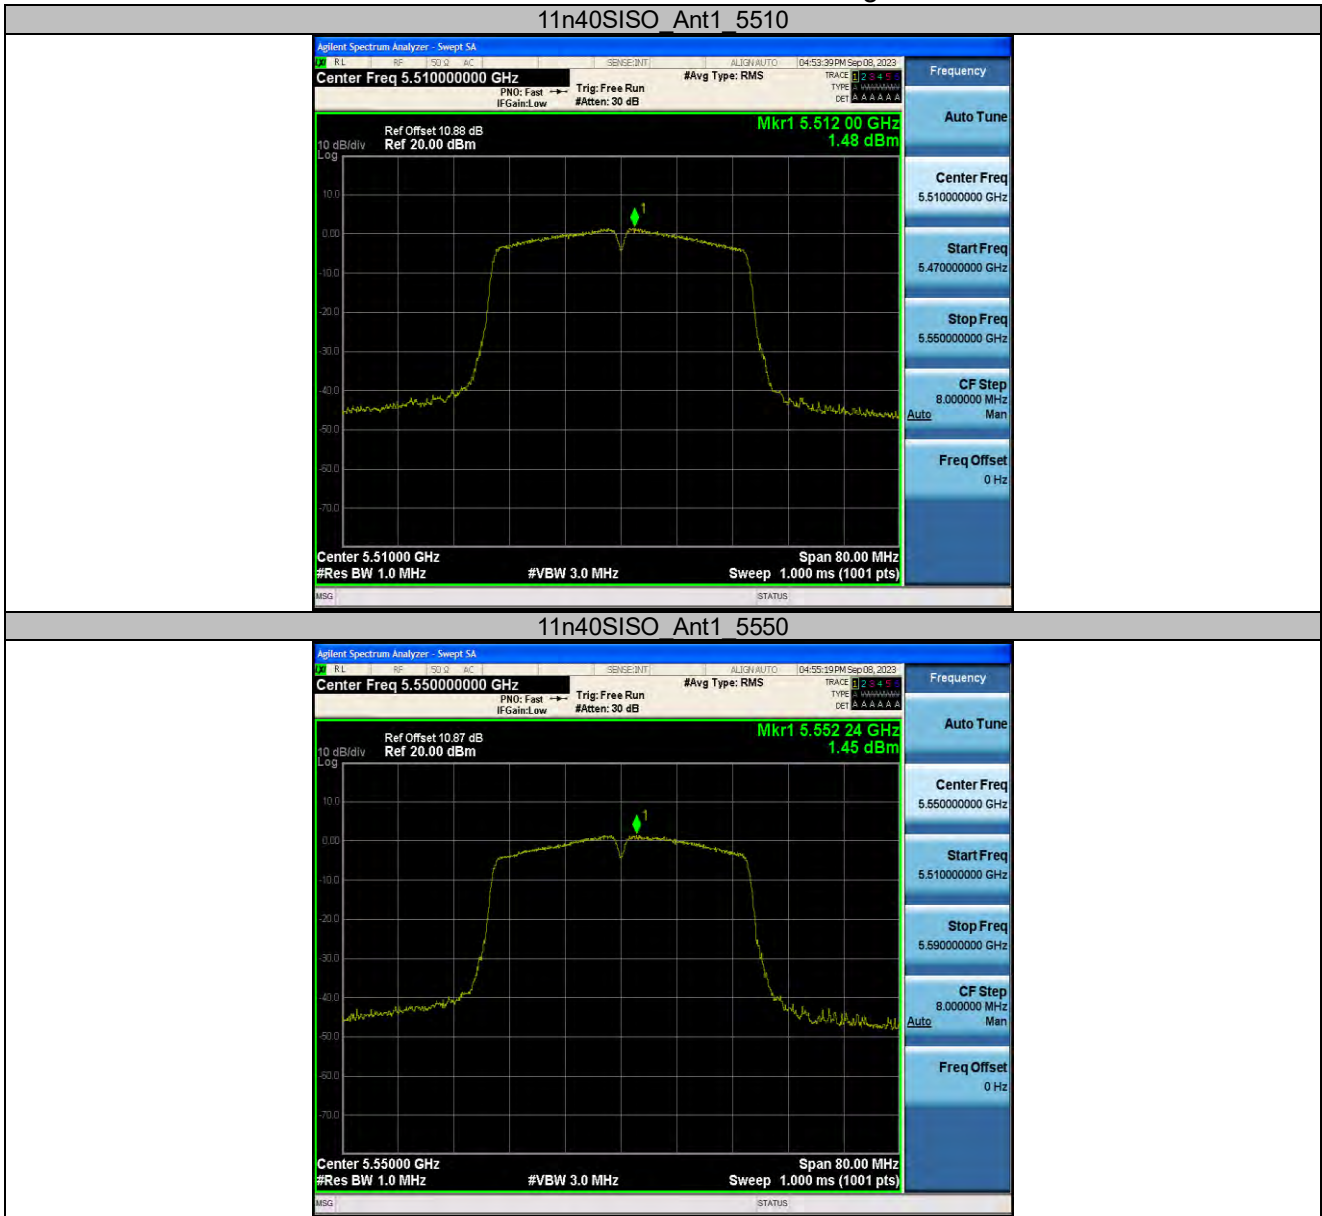 11n40SISO_Ant1_5510
Agilent Spectrum Analyzer - Swept SA
RL RF 50 Ω AC SENSE:INT ALIGN AUTO 04:53:39 PM Sep 08, 2023
Center Freq 5.510000000 GHz #Avg Type: RMS TRACE 1 2 3 4 5 6 Frequency
PNO: Fast Trig: Free Run TYPE A
IFGain:Low #Atten: 30 dB DET A A A A A A
Auto Tune
Mkr1 5.512 00 GHz
Ref Offset 10.88 dB
10 dB/div Ref 20.00 dBm 1.48 dBm
Log
10.0
0.00
-10.0
-20.0
-30.0
-40.0
-50.0
-60.0
-70.0
1
Center Freq
5.510000000 GHz
Start Freq
5.470000000 GHz
Stop Freq
5.550000000 GHz
CF Step
8.000000 MHz
Auto Man
Freq Offset
0 Hz
Center 5.51000 GHz Span 80.00 MHz
#Res BW 1.0 MHz #VBW 3.0 MHz Sweep 1.000 ms (1001 pts)
MSG STATUS
11n40SISO_Ant1_5550
Agilent Spectrum Analyzer - Swept SA
RL RF 50 Ω AC SENSE:INT ALIGN AUTO 04:55:19 PM Sep 08, 2023
Center Freq 5.550000000 GHz #Avg Type: RMS TRACE 1 2 3 4 5 6 Frequency
PNO: Fast Trig: Free Run TYPE A
IFGain:Low #Atten: 30 dB DET A A A A A A
Auto Tune
Mkr1 5.552 24 GHz
Ref Offset 10.87 dB
10 dB/div Ref 20.00 dBm 1.45 dBm
Log
10.0
0.00
-10.0
-20.0
-30.0
-40.0
-50.0
-60.0
-70.0
1
Center Freq
5.550000000 GHz
Start Freq
5.510000000 GHz
Stop Freq
5.590000000 GHz
CF Step
8.000000 MHz
Auto Man
Freq Offset
0 Hz
Center 5.55000 GHz Span 80.00 MHz
#Res BW 1.0 MHz #VBW 3.0 MHz Sweep 1.000 ms (1001 pts)
MSG STATUS